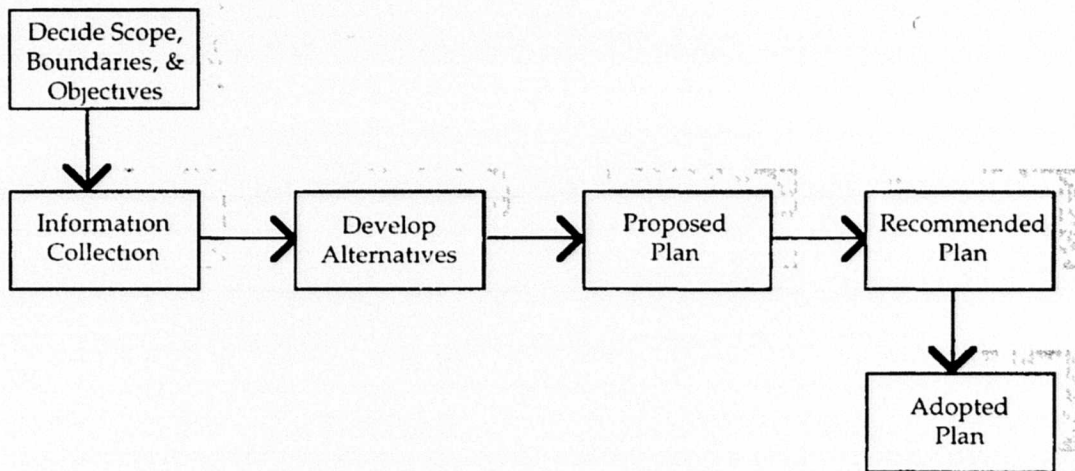 Decide Scope,
Boundaries, &
Objectives
Information
Collection
Develop
Alternatives
Proposed
Plan
Recommended
Plan
Adopted
Plan